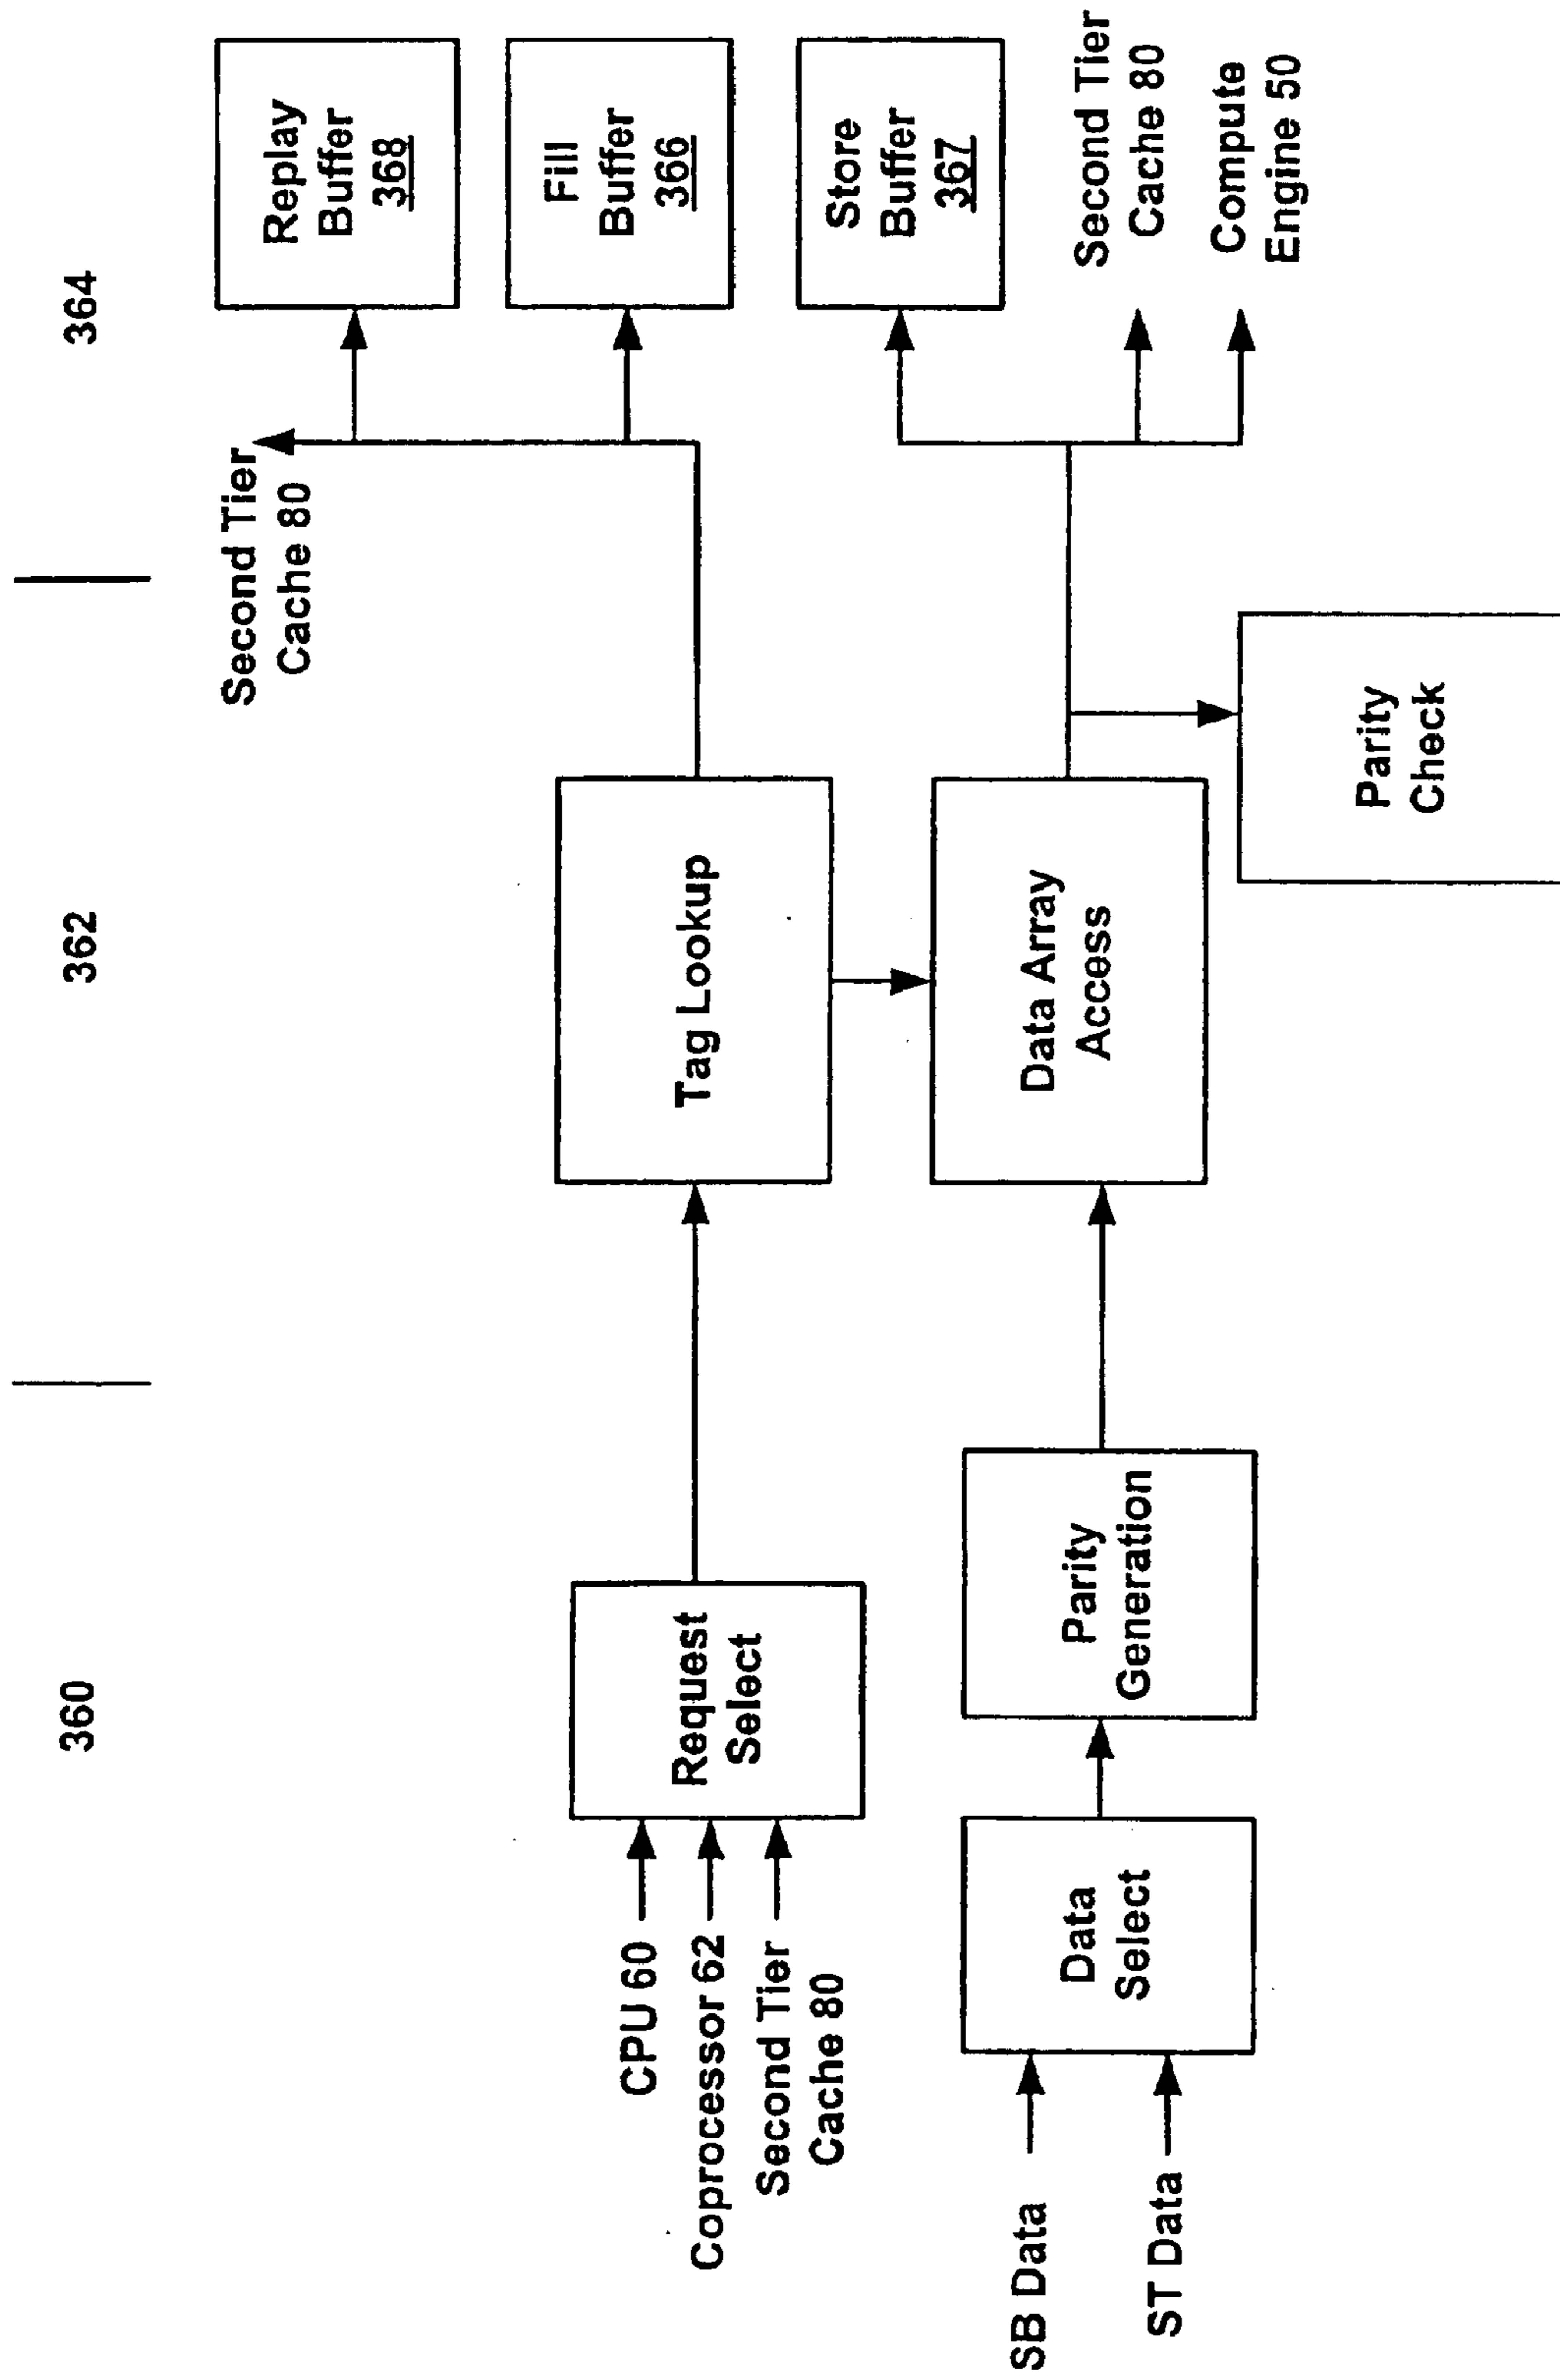 360
362
364
CPU 60
Coprocessor 62
Second Tier
Cache 80
Request
Select
Tag Lookup
Second Tier
Cache 80
Replay
Buffer
368
Fill
Buffer
366
SB Data
ST Data
Data
Select
Parity
Generation
Data Array
Access
Parity
Check
Store
Buffer
367
Second Tier
Cache 80
Compute
Engine 50